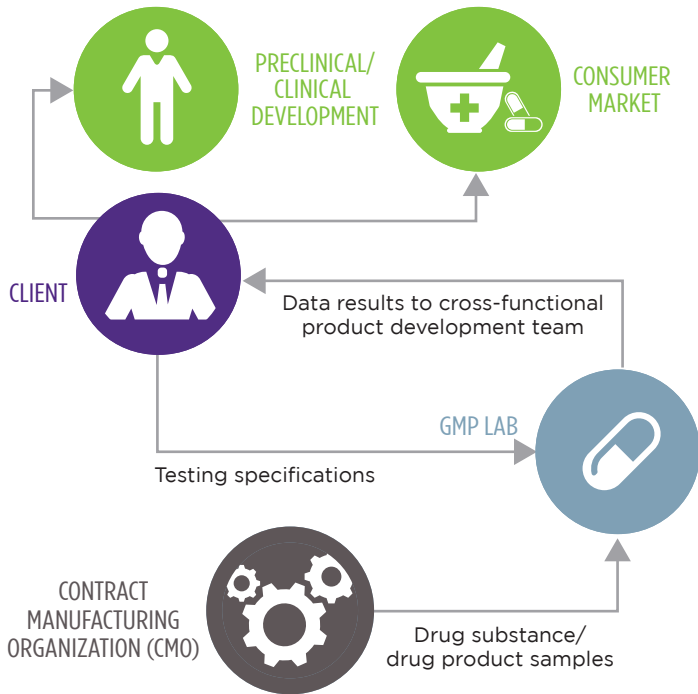 PRECLINICAL/
CLINICAL
DEVELOPMENT
CONSUMER
MARKET
CLIENT
Data results to cross-functional
product development team
GMP LAB
Testing specifications
CONTRACT
MANUFACTURING
ORGANIZATION (CMO)
Drug substance/
drug product samples